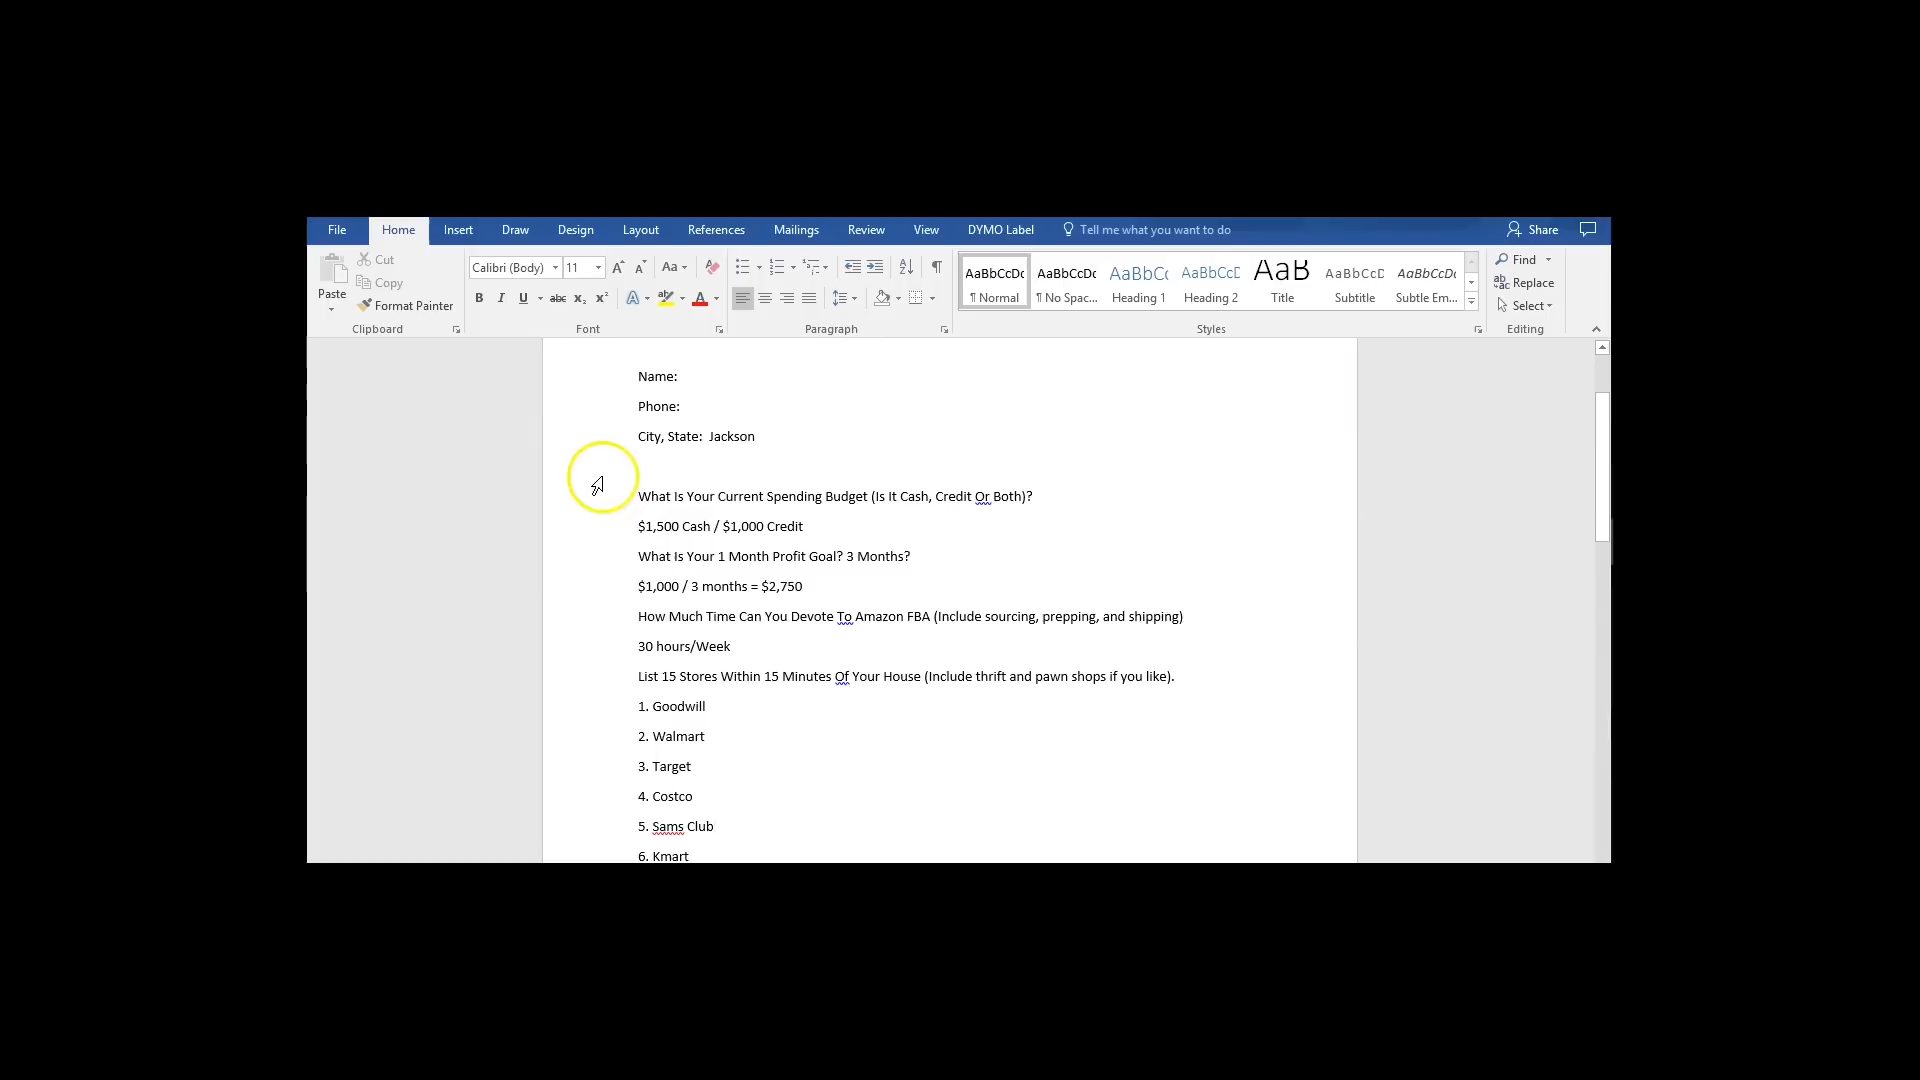 File Home Insert Draw Design Layout References Mailings Review View DYMO Label Tell me what you want to do Share
Paste
Cut
Copy
Format Painter
Clipboard
Calibri (Body) 11
Font
Paragraph
AaBbCcDc AaBbCcDc AaBbCc AaBbCcD AaB AaBbCcD AaBbCcDc
¶ Normal ¶ No Spac... Heading 1 Heading 2 Title Subtitle Subtle Em...
Styles
Find
Replace
Select
Editing
Name:
Phone:
City, State: Jackson
What Is Your Current Spending Budget (Is It Cash, Credit Or Both)?
$1,500 Cash / $1,000 Credit
What Is Your 1 Month Profit Goal? 3 Months?
$1,000 / 3 months = $2,750
How Much Time Can You Devote To Amazon FBA (Include sourcing, prepping, and shipping)
30 hours/Week
List 15 Stores Within 15 Minutes Of Your House (Include thrift and pawn shops if you like).
1. Goodwill
2. Walmart
3. Target
4. Costco
5. Sams Club
6. Kmart